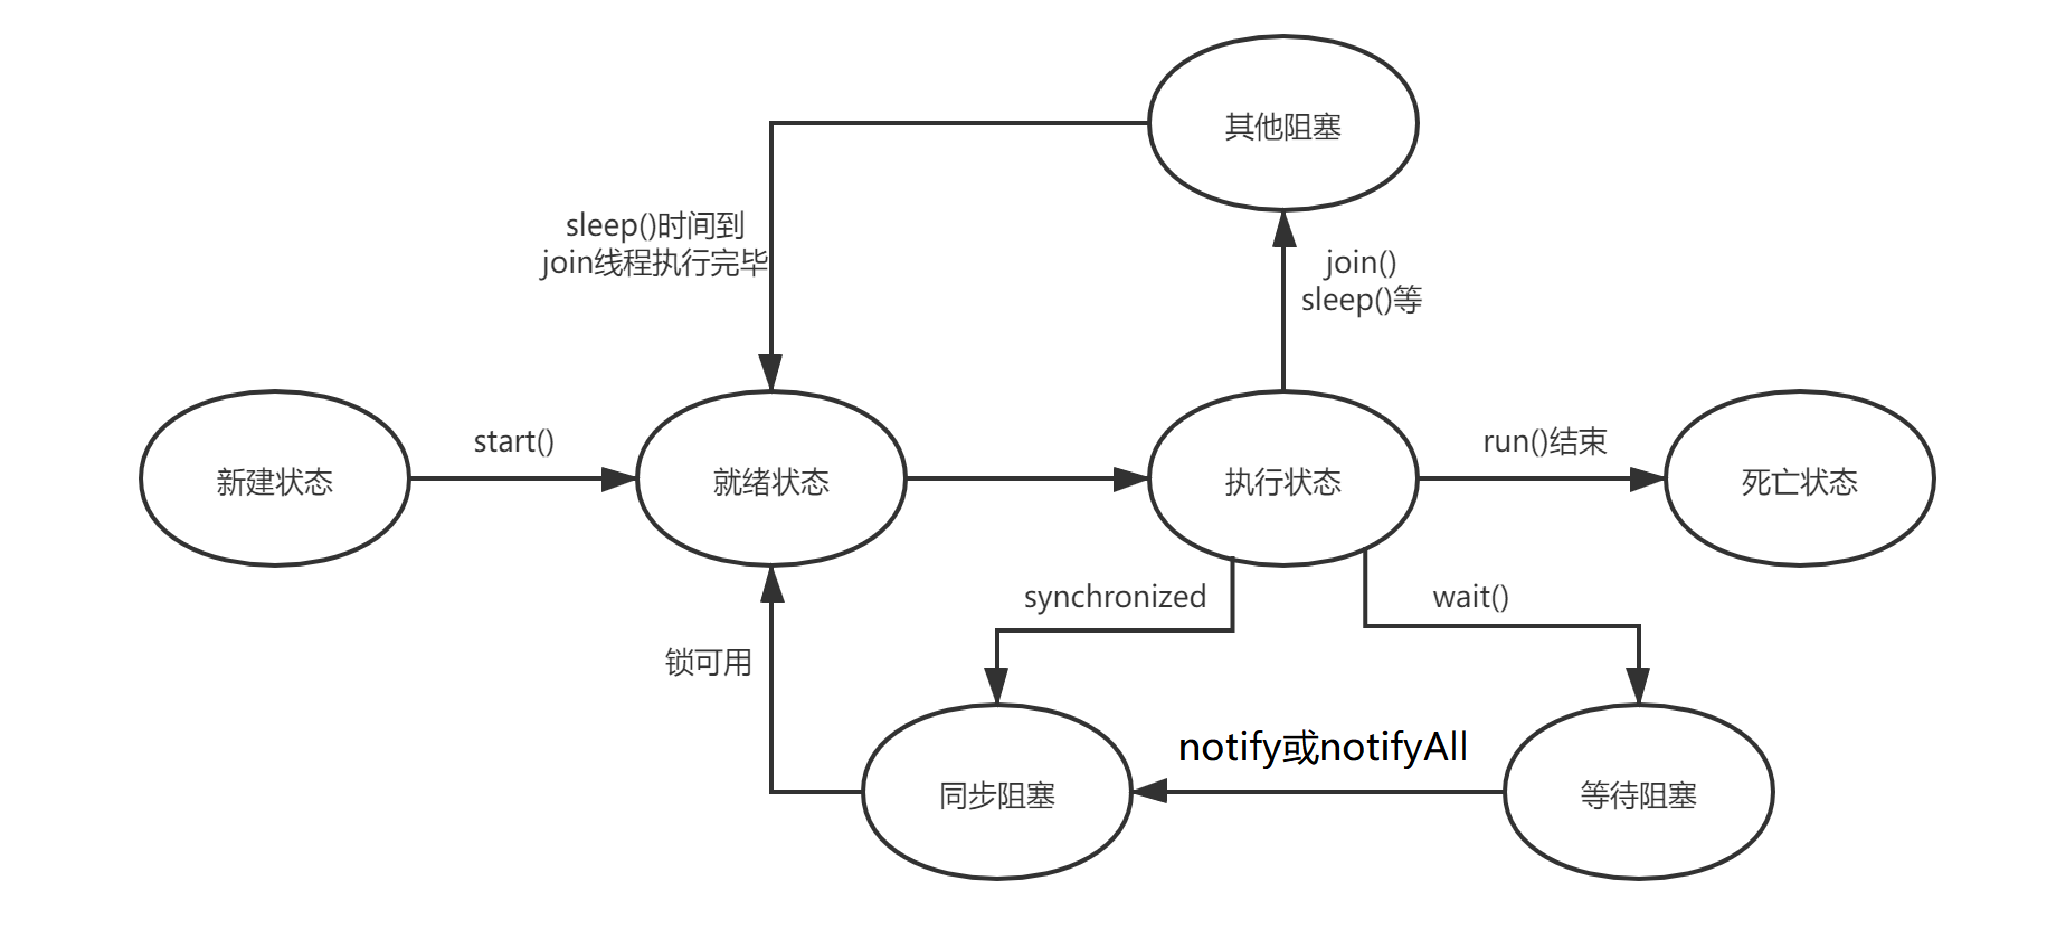 其他阻塞
sleep()时间到
join线程执行完毕
join()
sleep()等
新建状态
start()
就绪状态
执行状态
run()结束
死亡状态
synchronized
wait()
锁可用
notify或notifyAll
同步阻塞
等待阻塞